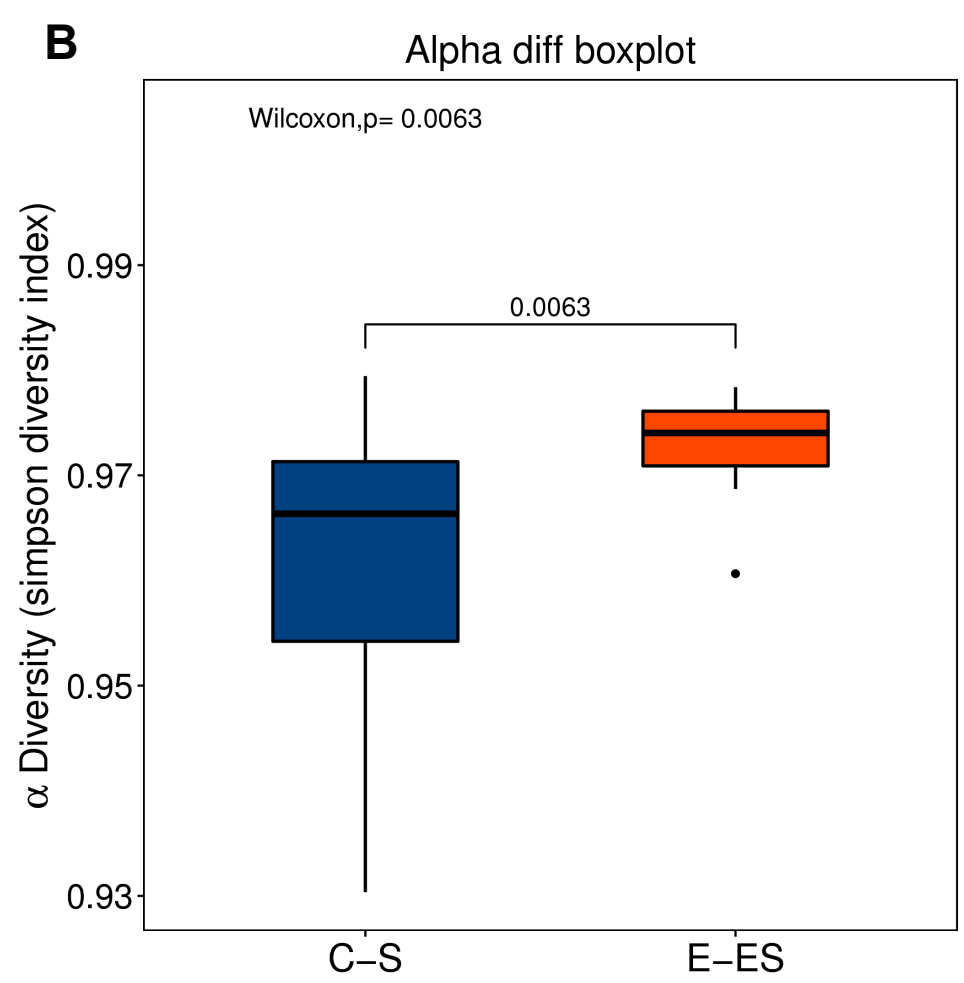 B
Alpha diff boxplot
Wilcoxon,p= 0.0063
α Diversity (simpson diversity index)
0.99
0.0063
0.97
0.95
0.93
C−S
E−ES